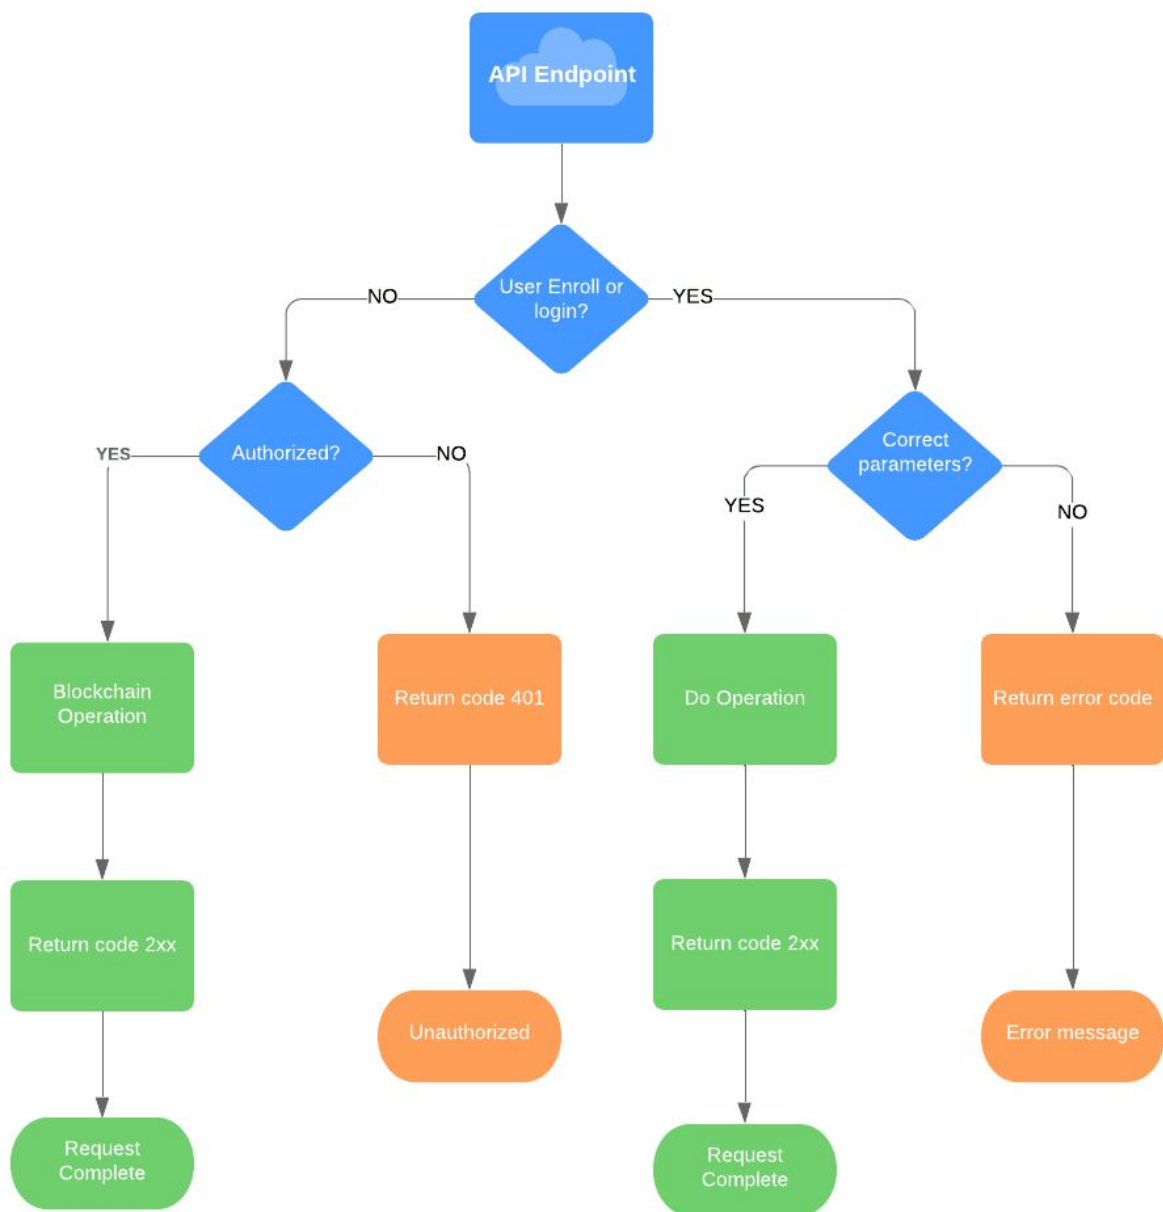 API Endpoint
User Enroll or
login?
NO
YES
Authorized?
YES
NO
Correct
parameters?
YES
NO
Blockchain
Operation
Return code 401
Do Operation
Return error code
Return code 2xx
Return code 2xx
Unauthorized
Error message
Request
Complete
Request
Complete